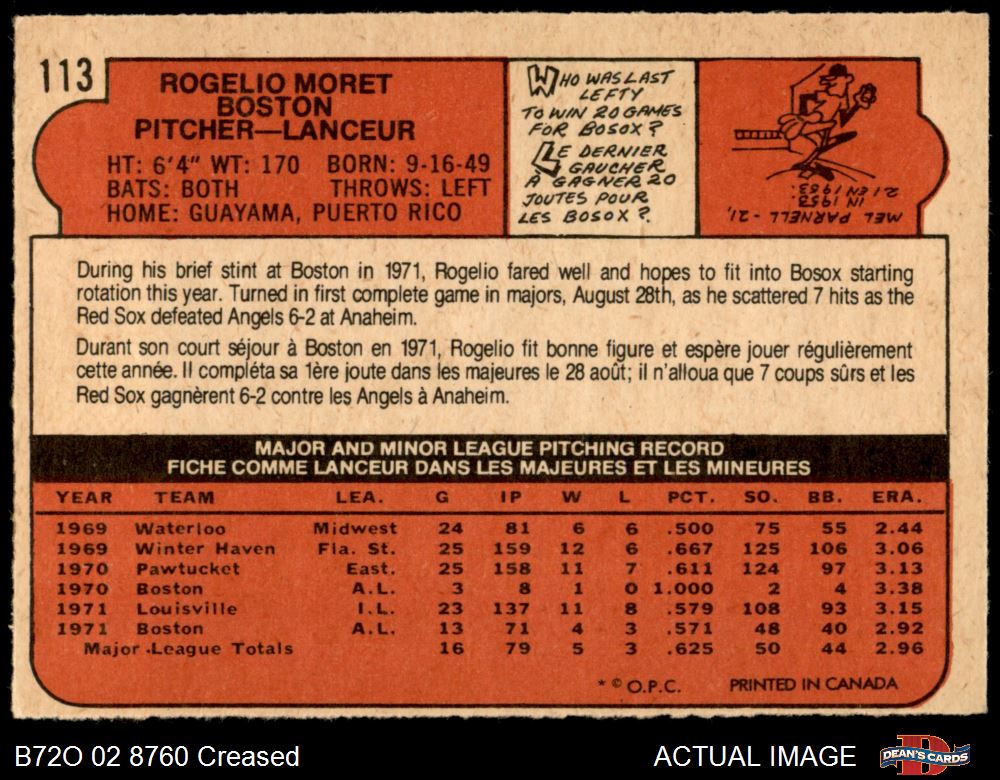 113
ROGELIO MORET
BOSTON
PITCHER—LANCEUR
HT: 6'4" WT: 170 BORN: 9-16-49
BATS: BOTH THROWS: LEFT
HOME: GUAYAMA, PUERTO RICO
WHO WAS LAST
LEFTY
TO WIN 20 GAMES
FOR BOSOX?
LE DERNIER
GAUCHER
À GAGNER 20
JOUTES POUR
LES BOSOX?
MEL PARNELL - 21,
IN 1953.
21 EN 1953.
During his brief stint at Boston in 1971, Rogelio fared well and hopes to fit into Bosox starting
rotation this year. Turned in first complete game in majors, August 28th, as he scattered 7 hits as the
Red Sox defeated Angels 6-2 at Anaheim.
Durant son court séjour à Boston en 1971, Rogelio fit bonne figure et espère jouer régulièrement
cette année. Il compléta sa 1ère joute dans les majeures le 28 août; il n'alloua que 7 coups sûrs et les
Red Sox gagnèrent 6-2 contre les Angels à Anaheim.
MAJOR AND MINOR LEAGUE PITCHING RECORD
FICHE COMME LANCEUR DANS LES MAJEURES ET LES MINEURES
YEAR TEAM LEA. G IP W L PCT. SO. BB. ERA.
1969 Waterloo Midwest 24 81 6 6 .500 75 55 2.44
1969 Winter Haven Fla. St. 25 159 12 6 .667 125 106 3.06
1970 Pawtucket East. 25 158 11 7 .611 124 97 3.13
1970 Boston A.L. 3 8 1 0 1.000 2 4 3.38
1971 Louisville I.L. 23 137 11 8 .579 108 93 3.15
1971 Boston A.L. 13 71 4 3 .571 48 40 2.92
Major League Totals 16 79 5 3 .625 50 44 2.96
* © O.P.C. PRINTED IN CANADA
B72O 02 8760 Creased
ACTUAL IMAGE
DEAN'S CARDS